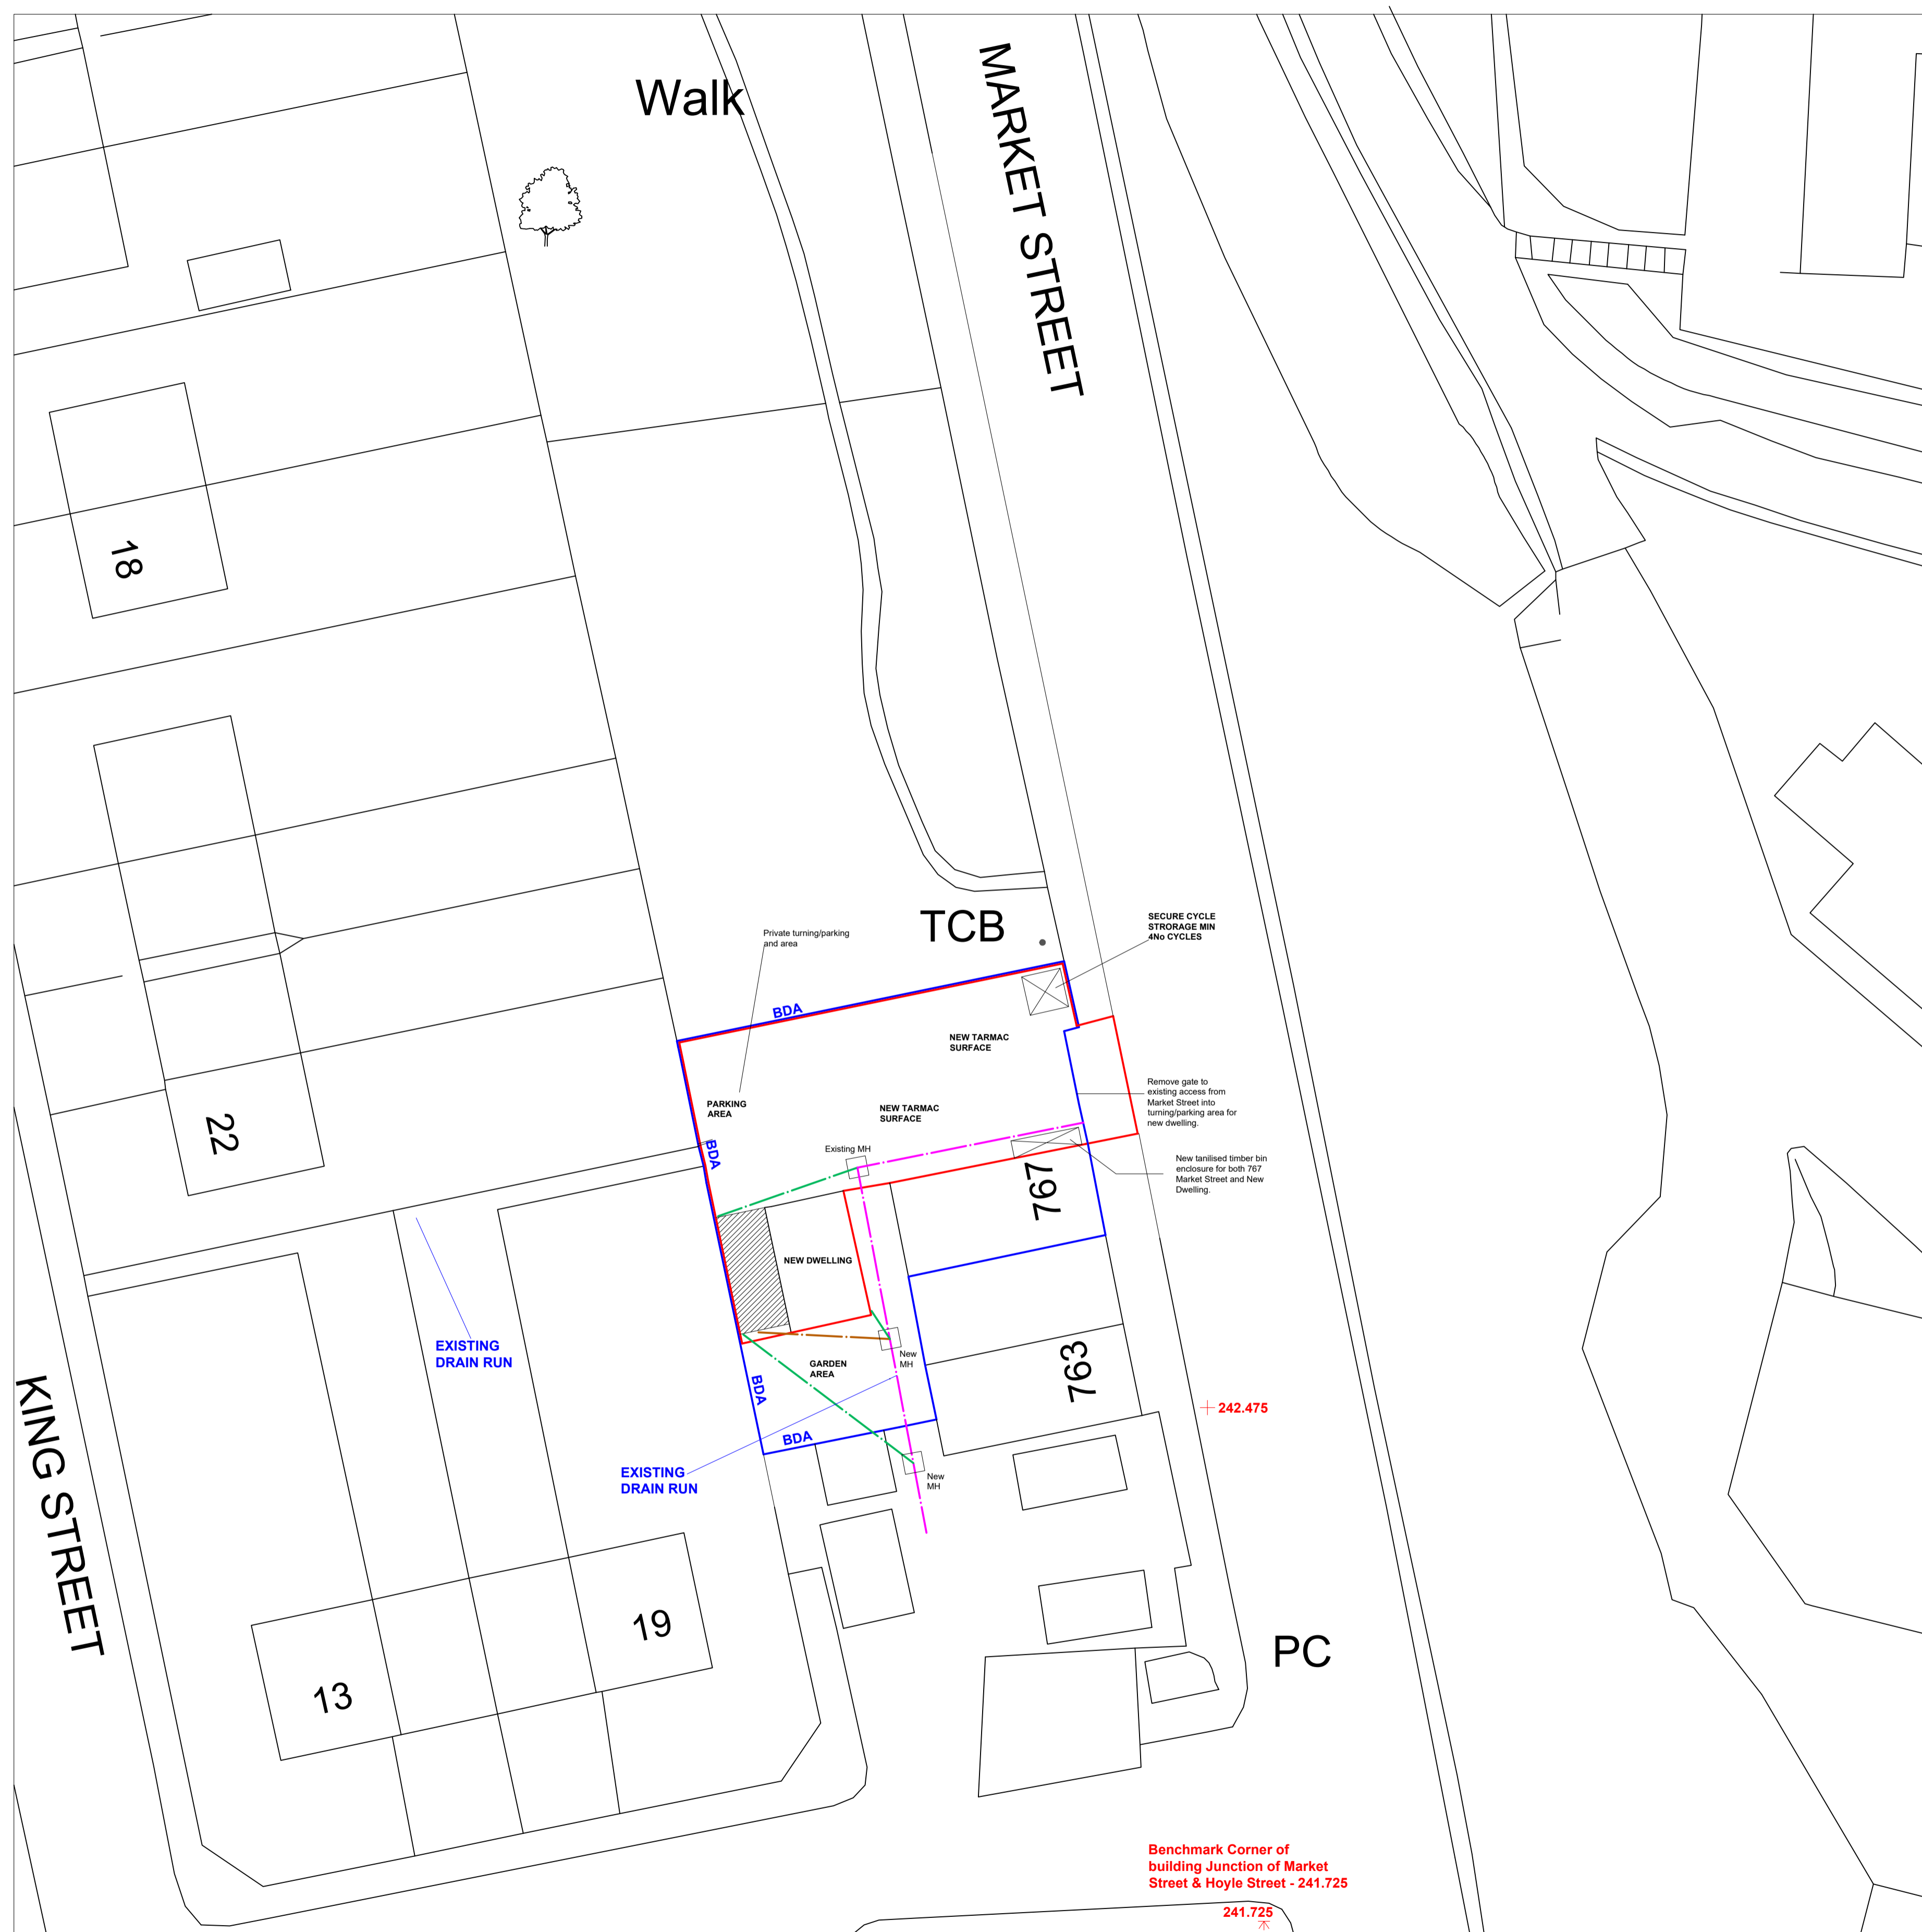 Walk
MARKET STREET
18
TCB
SECURE CYCLE
STRORAGE MIN
4No CYCLES
Private turning/parking
and area
BDA
NEW TARMAC
SURFACE
Remove gate to
existing access from
Market Street into
turning/parking area for
new dwelling.
PARKING
AREA
NEW TARMAC
SURFACE
22
BDA
Existing MH
New tanilised timber bin
enclosure for both 767
Market Street and New
Dwelling.
767
NEW DWELLING
EXISTING
DRAIN RUN
New
MH
GARDEN
AREA
763
BDA
242.475
BDA
KING STREET
EXISTING
DRAIN RUN
New
MH
19
PC
13
Benchmark Corner of
building Junction of Market
Street & Hoyle Street - 241.725
241.725